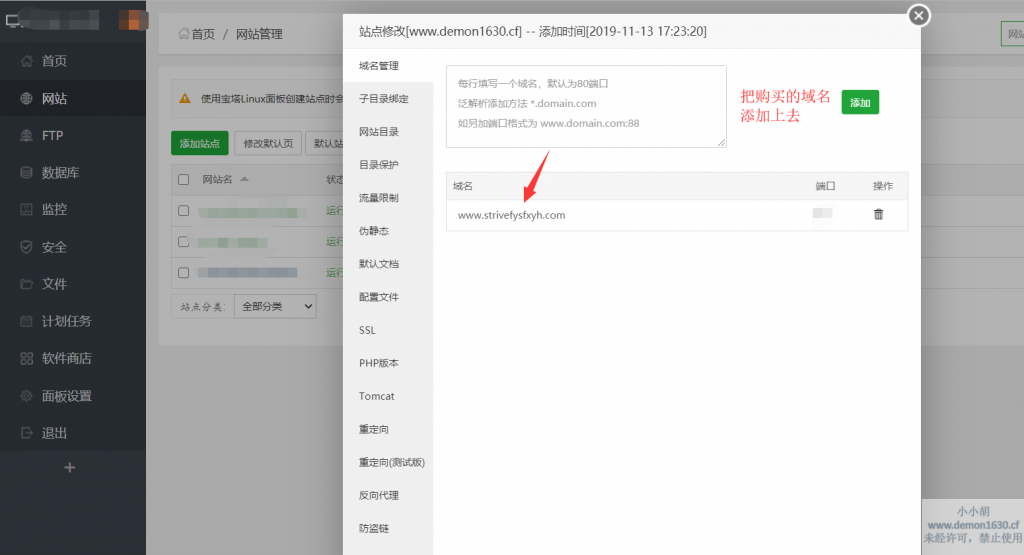 首页
网站
FTP
数据库
监控
安全
文件
计划任务
软件商店
面板设置
退出
首页 / 网站管理
网站
使用宝塔Linux面板创建站点时会
添加站点
修改默认页
默认站
网站名
状态
运行
运行
运行
站点分类:
全部分类
站点修改[www.demon1630.cf] -- 添加时间[2019-11-13 17:23:20]
域名管理
子目录绑定
网站目录
目录保护
流量限制
伪静态
默认文档
配置文件
SSL
PHP版本
Tomcat
重定向
重定向(测试版)
反向代理
防盗链
每行填写一个域名，默认为80端口
泛解析添加方法 *.domain.com
如另加端口格式为 www.domain.com:88
把购买的域名
添加上去
添加
域名 端口 操作
www.strivefysfxyh.com
小小胡
www.demon1630.cf
未经许可，禁止使用